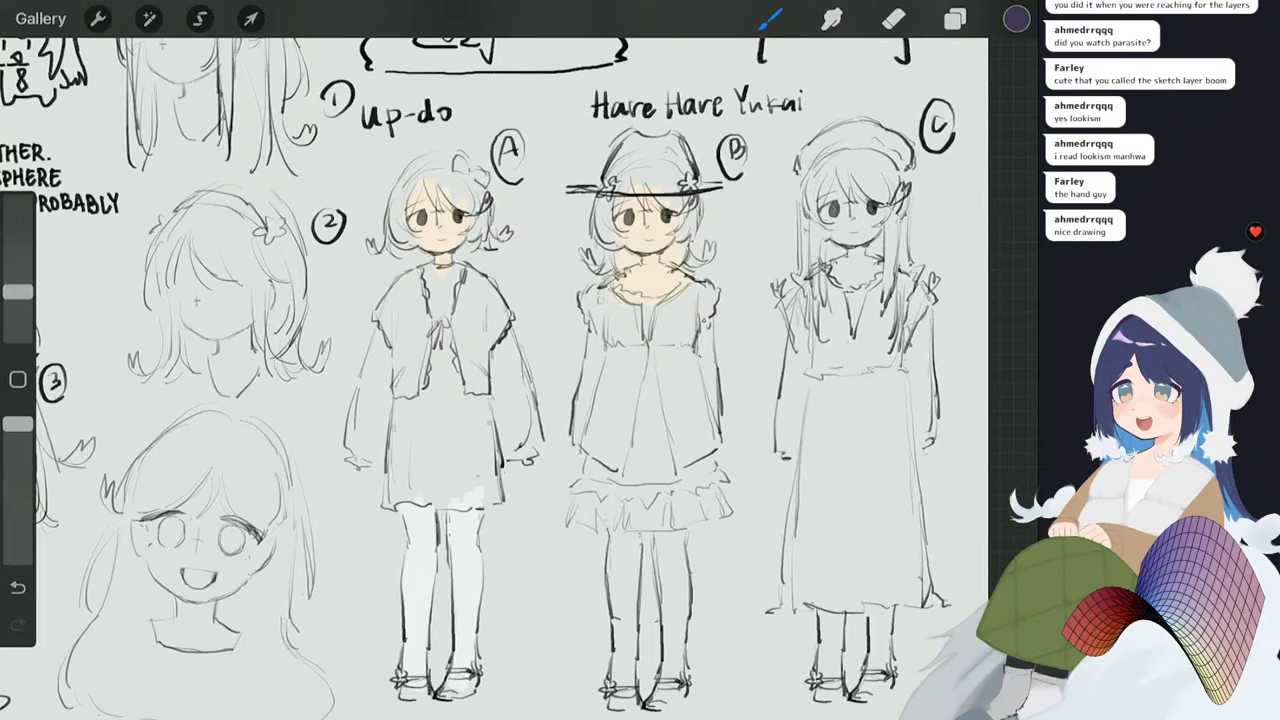 Gallery
THER.
SPHERE
PROBABLY
1
Up-do
Hare Hare Yukai
A
B
C
2
3
you did it when you were reaching for the layers
ahmedrrqqq
did you watch parasite?
Farley
cute that you called the sketch layer boom
ahmedrrqqq
yes lookism
ahmedrrqqq
i read lookism manhwa
Farley
the hand guy
ahmedrrqqq
nice drawing